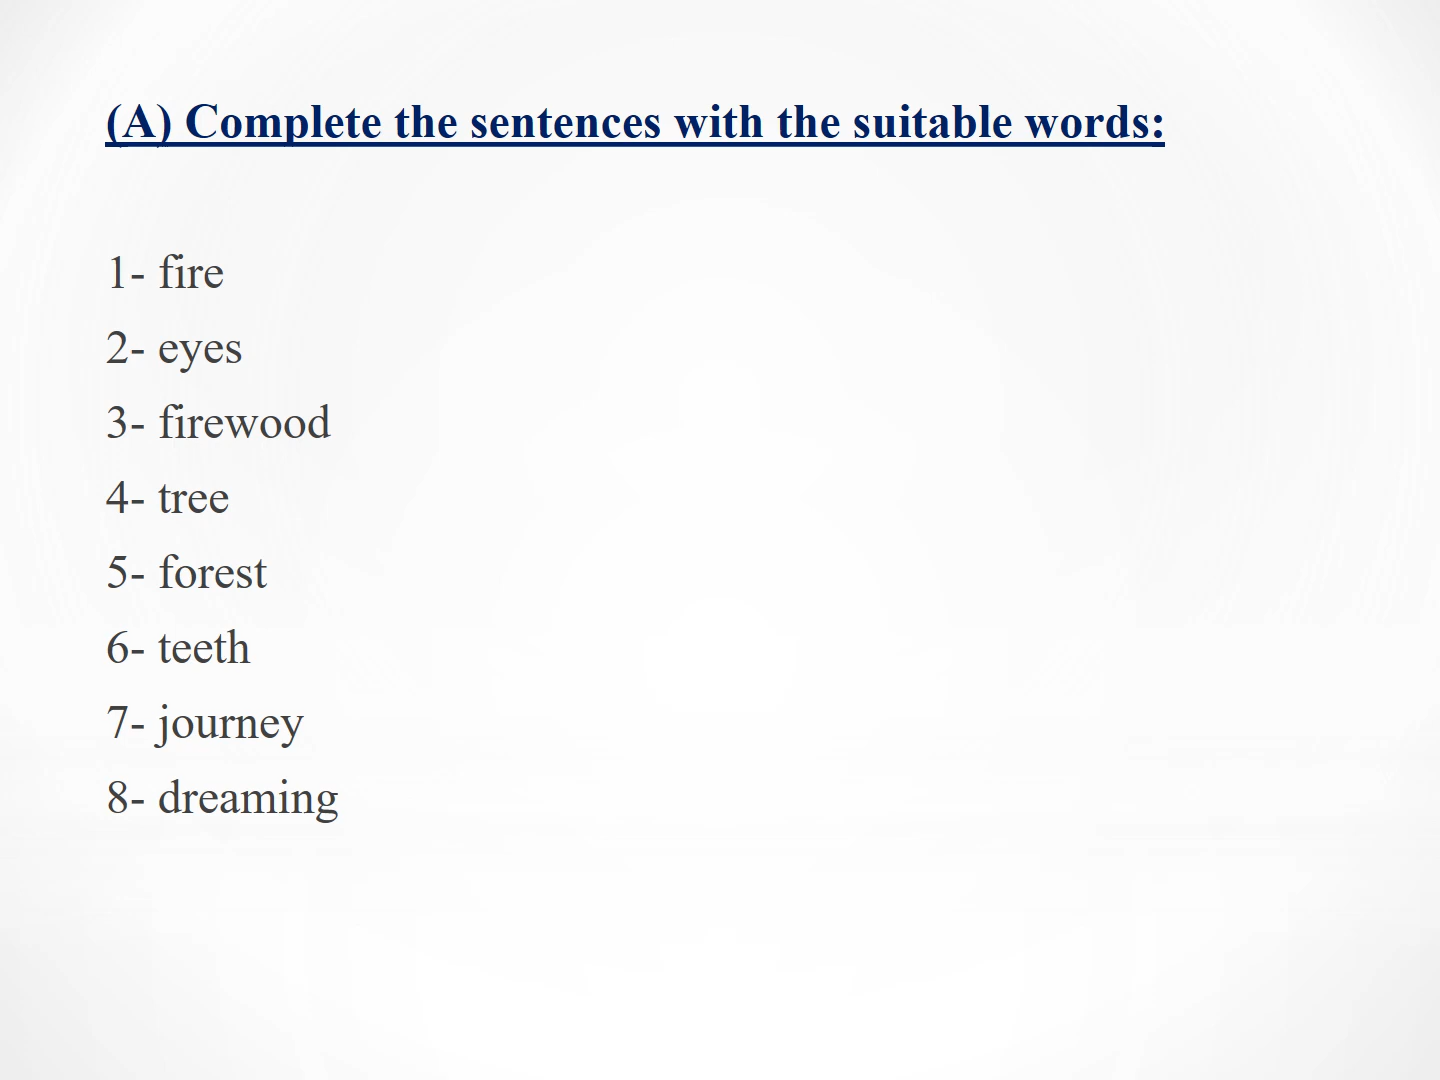 (A) Complete the sentences with the suitable words:
1- fire
2- eyes
3- firewood
4- tree
5- forest
6- teeth
7- journey
8- dreaming